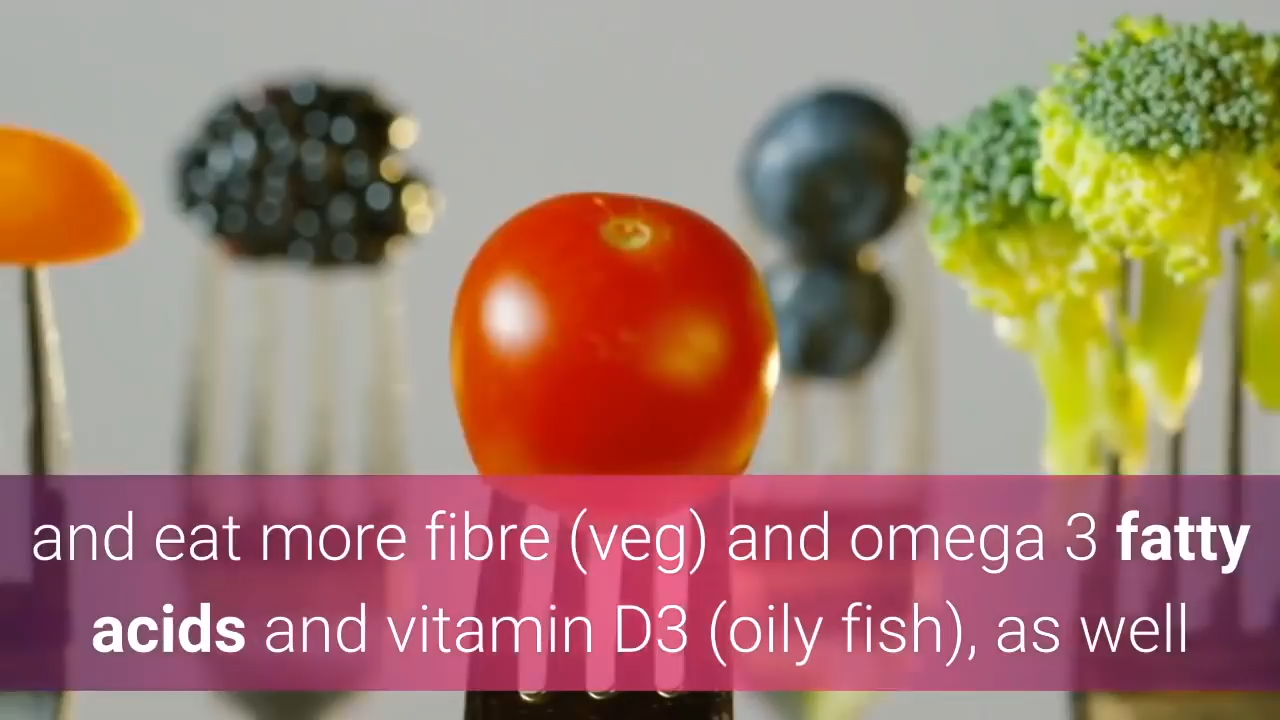 and eat more fibre (veg) and omega 3 fatty
acids and vitamin D3 (oily fish), as well